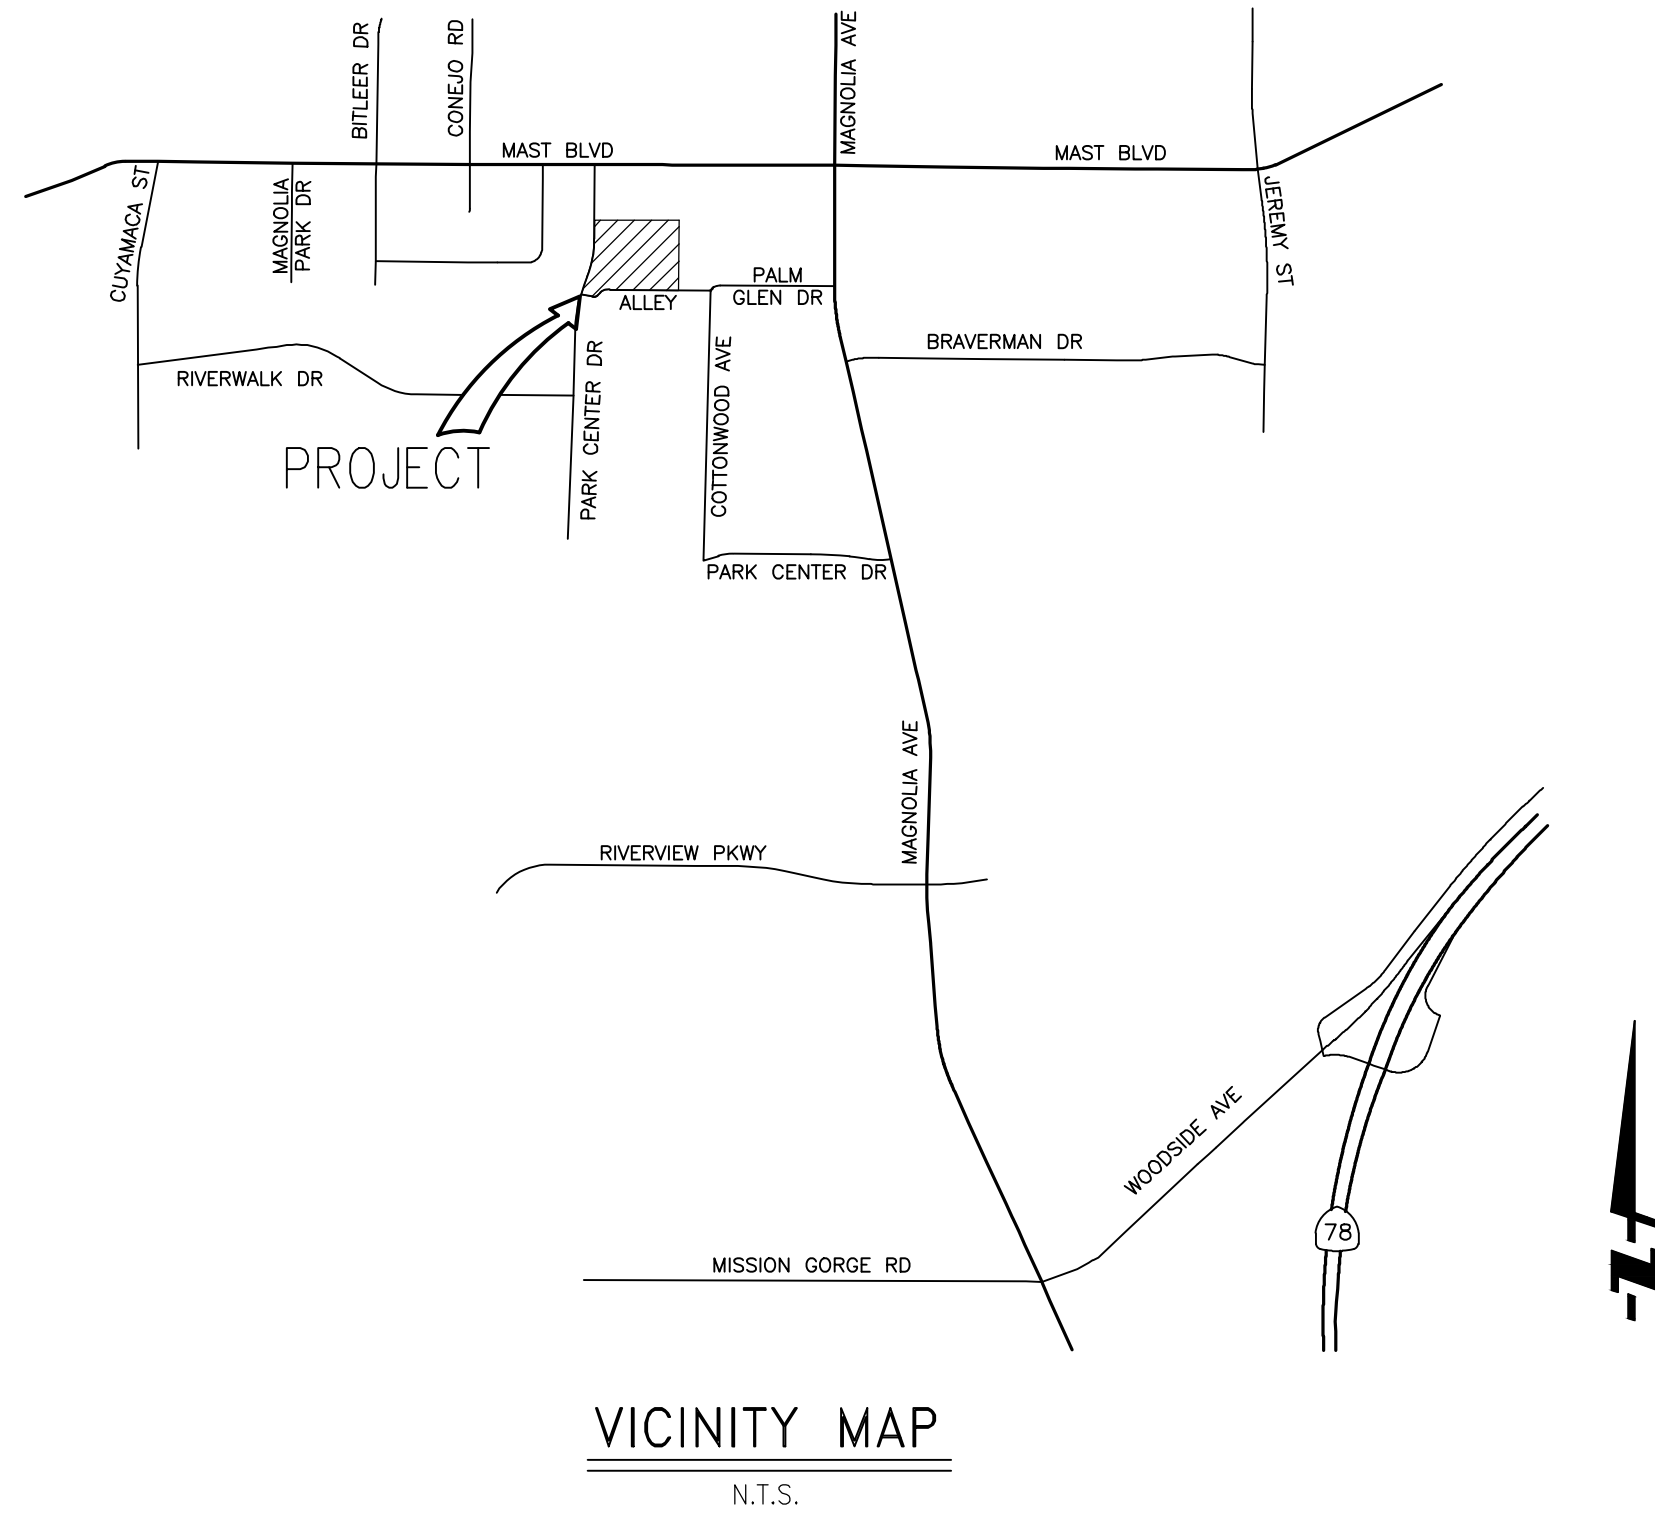 BITLEER DR
CONEJO RD
MAGNOLIA AVE
MAST BLVD
MAST BLVD
CUYAMACA ST
MAGNOLIA
PARK DR
JEREMY ST
PALM
GLEN DR
ALLEY
BRAVERMAN DR
RIVERWALK DR
PARK CENTER DR
COTTONWOOD AVE
PROJECT
PARK CENTER DR
MAGNOLIA AVE
RIVERVIEW PKWY
WOODSIDE AVE
78
MISSION GORGE RD
VICINITY MAP
N.T.S.